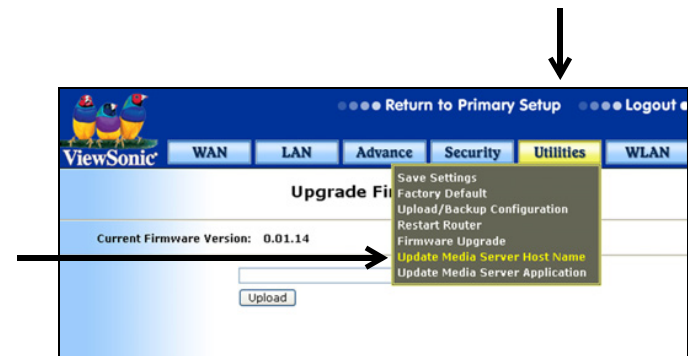 Return to Primary Setup Logout
ViewSonic WAN LAN Advance Security Utilities WLAN
Upgrade Fi
Save Settings
Factory Default
Upload/Backup Configuration
Restart Router
Current Firmware Version: 0.01.14
Firmware Upgrade
Update Media Server Host Name
Update Media Server Application
Upload